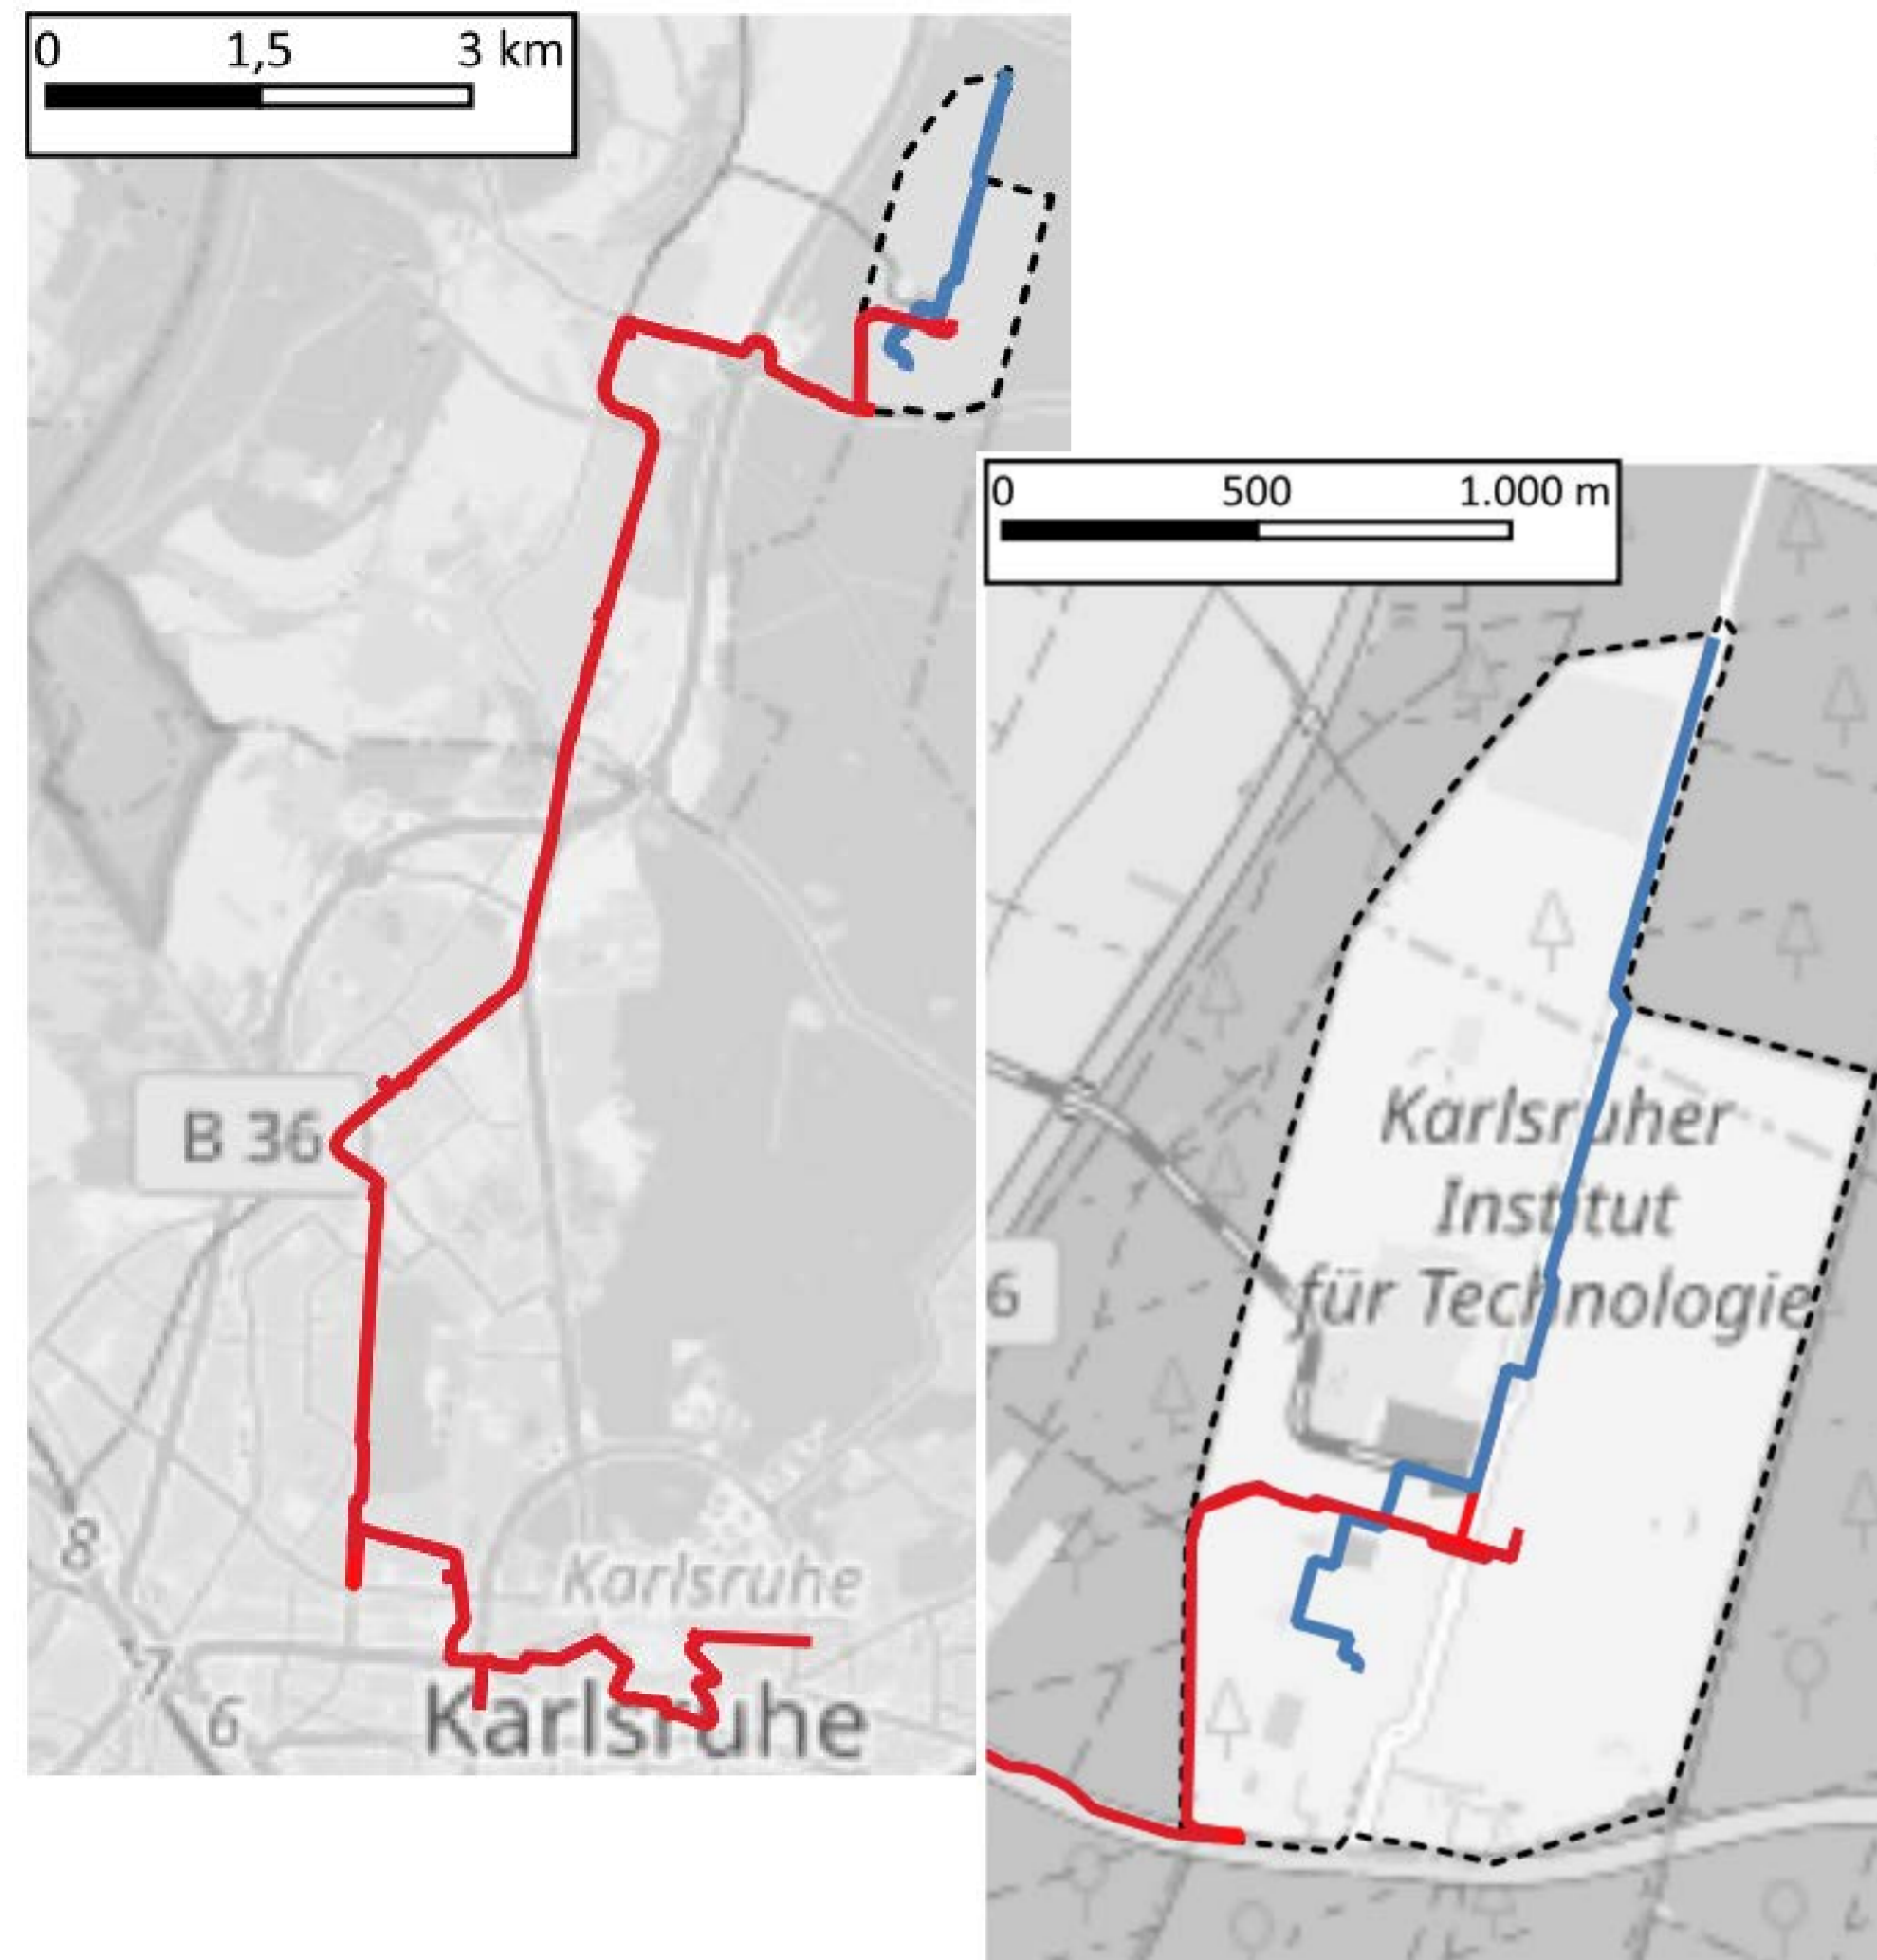 0 1,5 3 km
0 500 1.000 m
B 36
Karlsruher
Institut
für Technologie
6
8
Karlsruhe
7
6
Karlsruhe